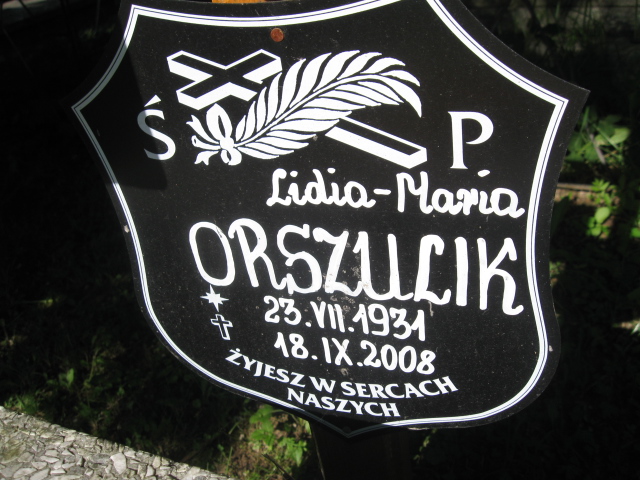 Ś P
Lidia-Maria
ORSZULIK
23.VII.1931
18.IX.2008
ŻYJESZ W SERCACH
NASZYCH